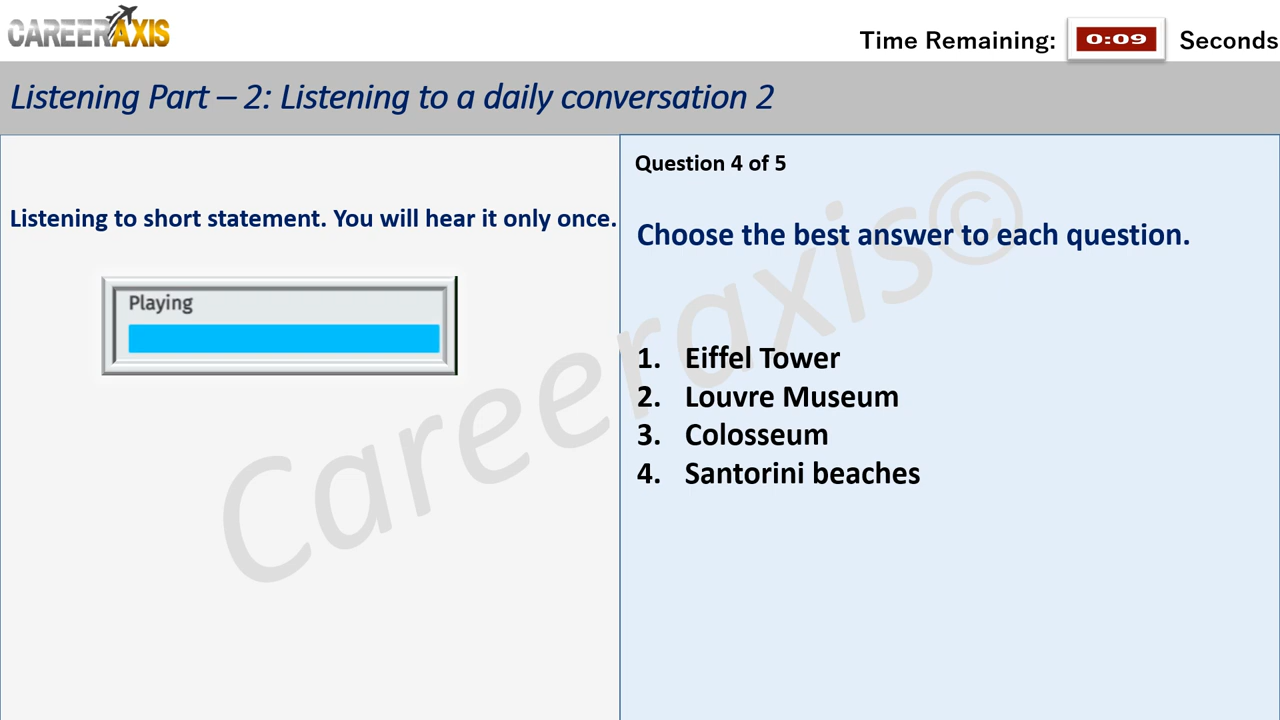 CAREERAXIS
Time Remaining: 0:09 Seconds
Listening Part – 2: Listening to a daily conversation 2
Listening to short statement. You will hear it only once.
Playing
Question 4 of 5
Choose the best answer to each question.
1. Eiffel Tower
2. Louvre Museum
3. Colosseum
4. Santorini beaches
Careeraxis©